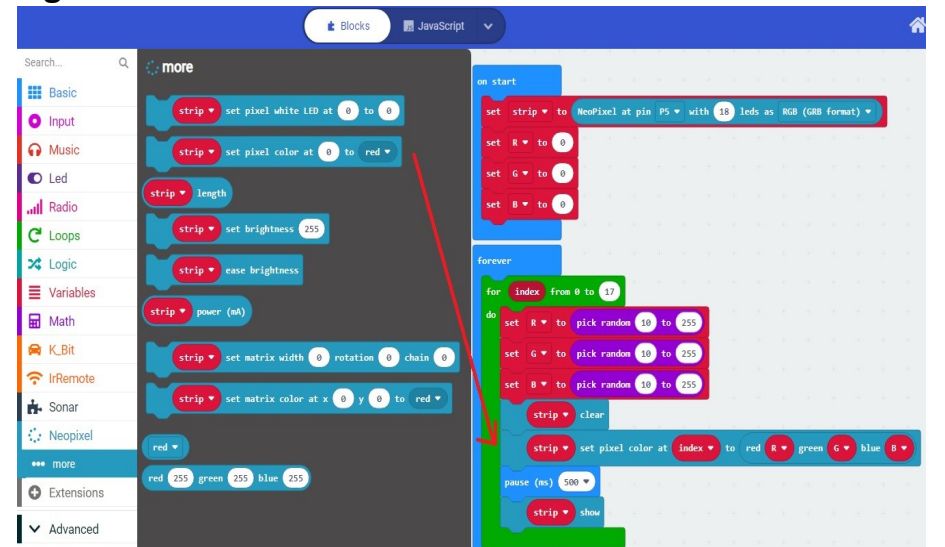 Blocks
JavaScript
Search...
Basic
Input
Music
Led
Radio
Loops
Logic
Variables
Math
K_Bit
IrRemote
Sonar
Neopixel
more
Extensions
Advanced
more
strip set pixel white LED at 0 to 0
strip set pixel color at 0 to red
strip length
strip set brightness 255
strip ease brightness
strip power (mA)
strip set matrix width 0 rotation 0 chain 0
strip set matrix color at x 0 y 0 to red
red
red 255 green 255 blue 255
on start
set strip to NeoPixel at pin P5 with 18 leds as RGB (GRB format)
set R to 0
set G to 0
set B to 0
forever
for index from 0 to 17
do
set R to pick random 10 to 255
set G to pick random 10 to 255
set B to pick random 10 to 255
strip clear
strip set pixel color at index to red R green G blue B
pause (ms) 500
strip show